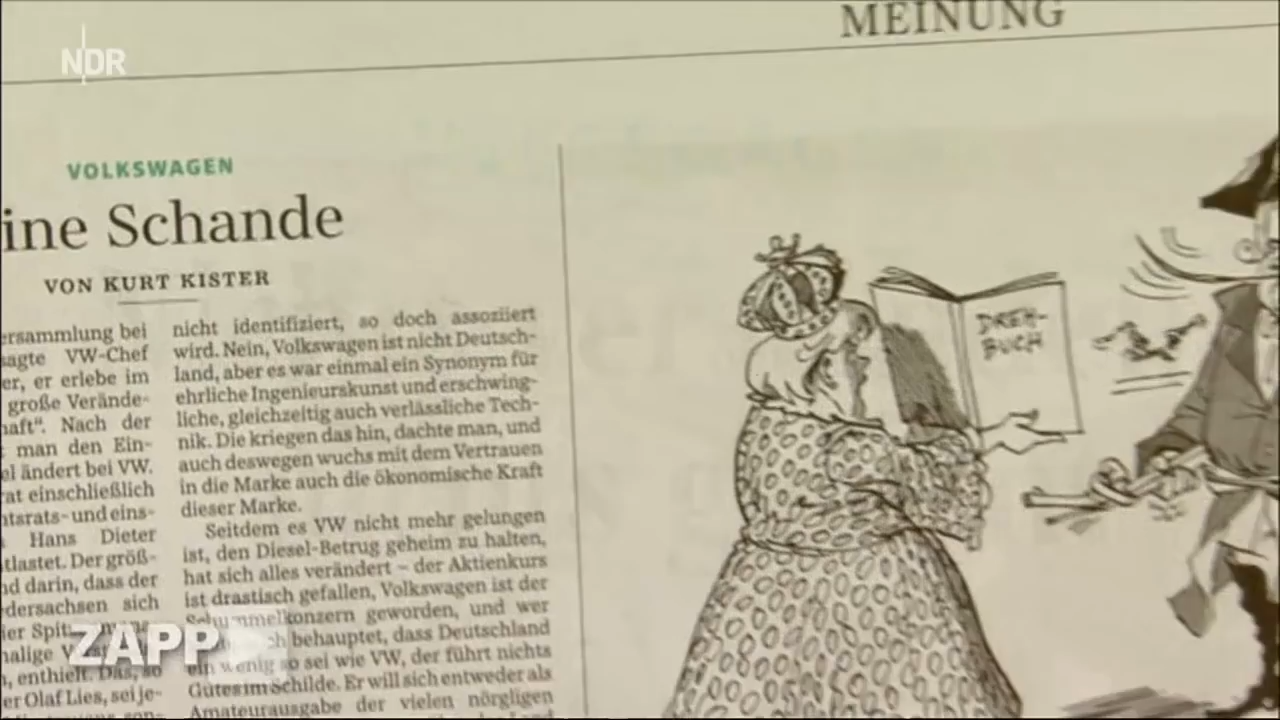 NDR
MEINUNG
VOLKSWAGEN
ine Schande
VON KURT KISTER
ersammlung bei
sagte VW-Chef
er, er erlebe im
große Verände-
haft“. Nach der
man den Ein-
el ändert bei VW.
rat einschließlich
htsrats- und eins-
Hans Dieter
tlastet. Der größ-
nd darin, dass der
dersachsen sich
ier
malige
, enthielt. Das, so
er Olaf Lies, sei je-
nicht identifiziert, so doch assoziiert
wird. Nein, Volkswagen ist nicht Deutsch-
land, aber es war einmal ein Synonym für
ehrliche Ingenieurskunst und erschwing-
liche, gleichzeitig auch verlässliche Tech-
nik. Die kriegen das hin, dachte man, und
auch deswegen wuchs mit dem Vertrauen
in die Marke auch die ökonomische Kraft
dieser Marke.
Seitdem es VW nicht mehr gelungen
ist, den Diesel-Betrug geheim zu halten,
hat sich alles verändert – der Aktienkurs
ist drastisch gefallen, Volkswagen ist der
Schummelkonzern geworden, und wer
behauptet, dass Deutschland
ein wenig so sei wie VW, der führt nichts
Gutes im Schilde. Er will sich entweder als
Amateurausgabe der vielen nörgligen
DREH-
BUCH
ZAPP